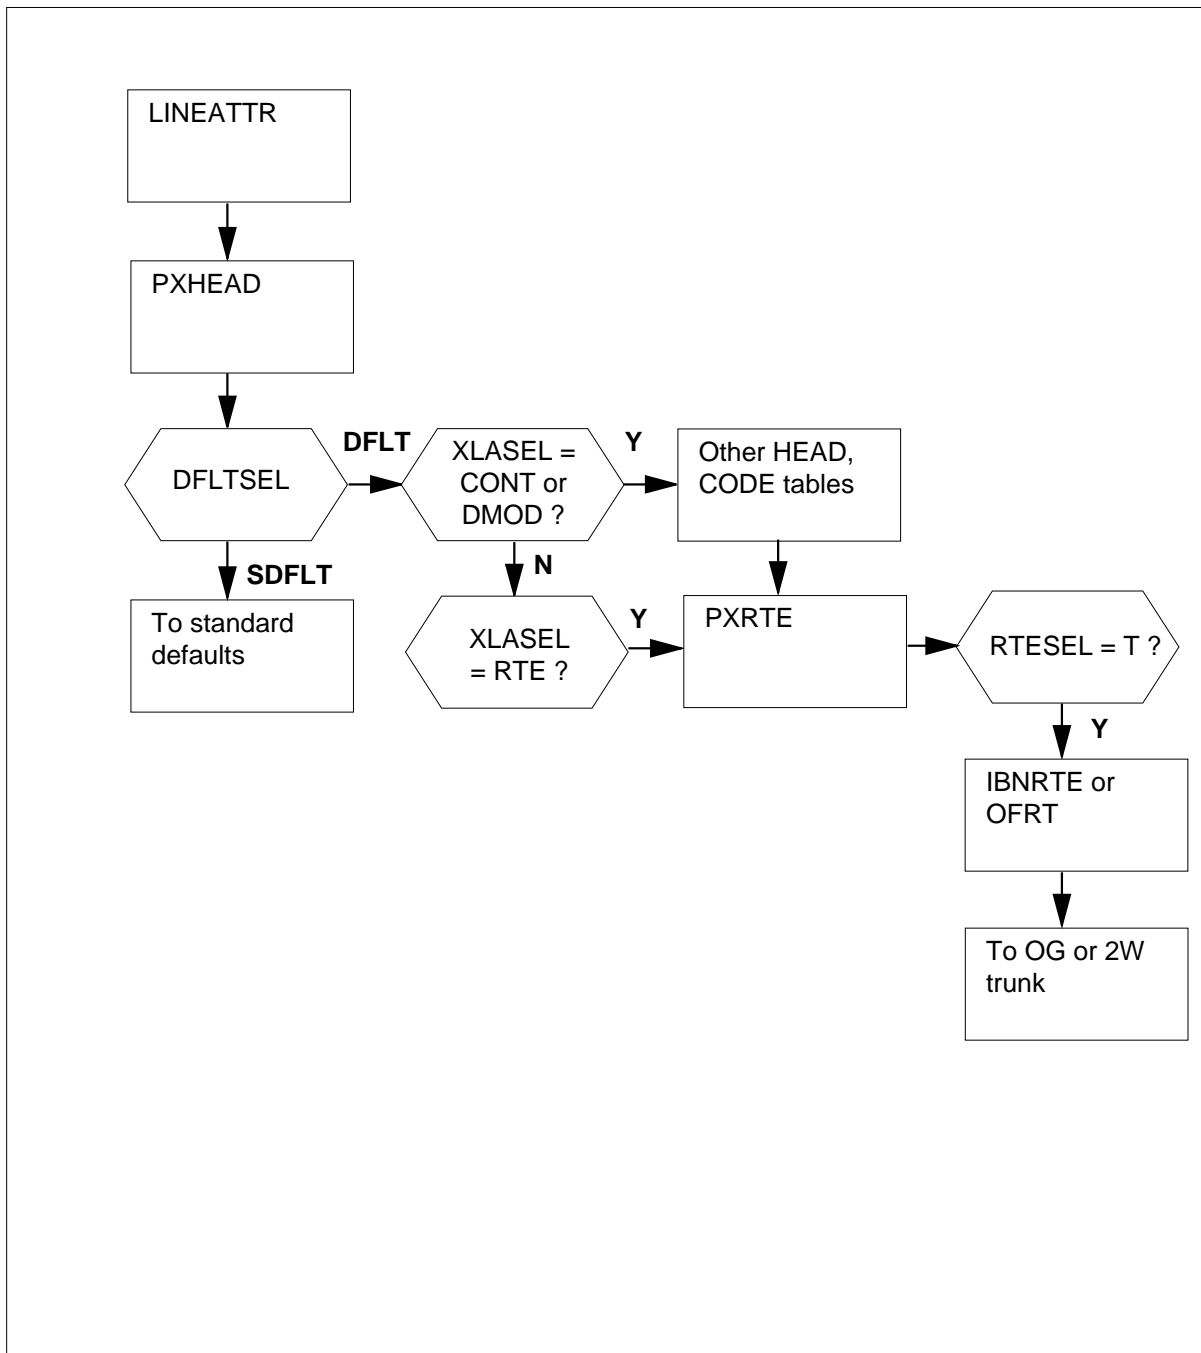 LINEATTR
PXHEAD
DFLTSEL
DFLT
XLASEL =
CONT or
DMOD ?
Y
Other HEAD,
CODE tables
SDFLT
N
To standard
defaults
XLASEL
= RTE ?
Y
PXRTE
RTESEL = T ?
Y
IBNRTE or
OFRT
To OG or 2W
trunk